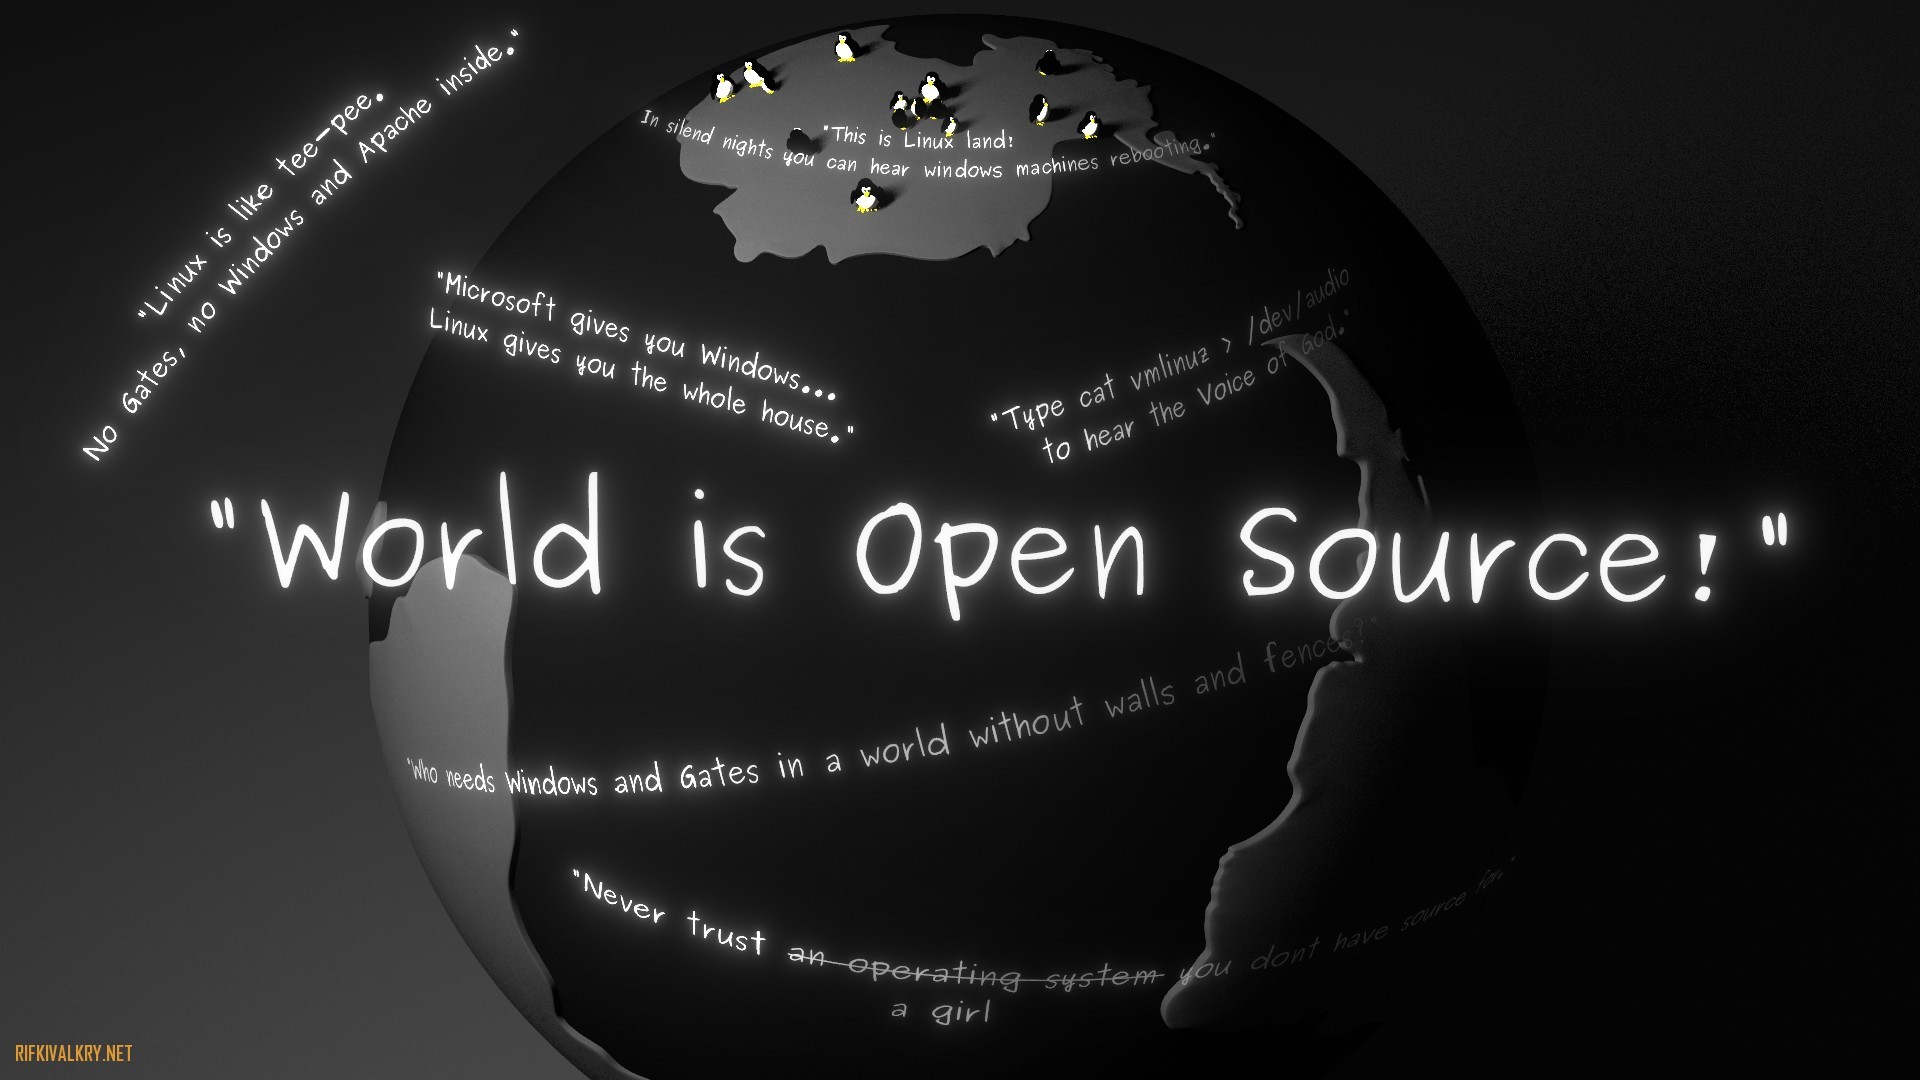 "Linux is like tee-pee.
No Gates, no Windows and Apache inside."
"This is Linux land!
In silend nights you can hear windows machines rebooting."
"Microsoft gives you Windows...
Linux gives you the whole house."
"Type cat vmlinuz > /dev/audio
to hear the Voice of God."
"World is Open Source!"
"Who needs Windows and Gates in a world without walls and fences?"
"Never trust an operating system you dont have source for."
a girl
RIFKIVALKRY.NET